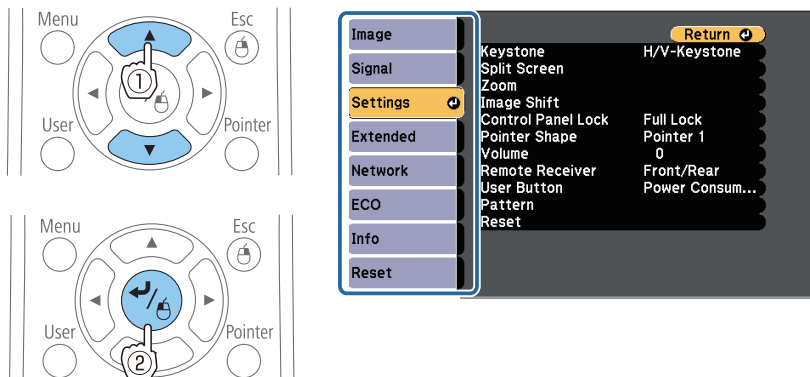 Menu
Esc
1
User
Pointer
Menu
Esc
User
Pointer
2
Image
Signal
Settings
Extended
Network
ECO
Info
Reset
Return
Keystone H/V-Keystone
Split Screen
Zoom
Image Shift
Control Panel Lock Full Lock
Pointer Shape Pointer 1
Volume 0
Remote Receiver Front/Rear
User Button Power Consum...
Pattern
Reset